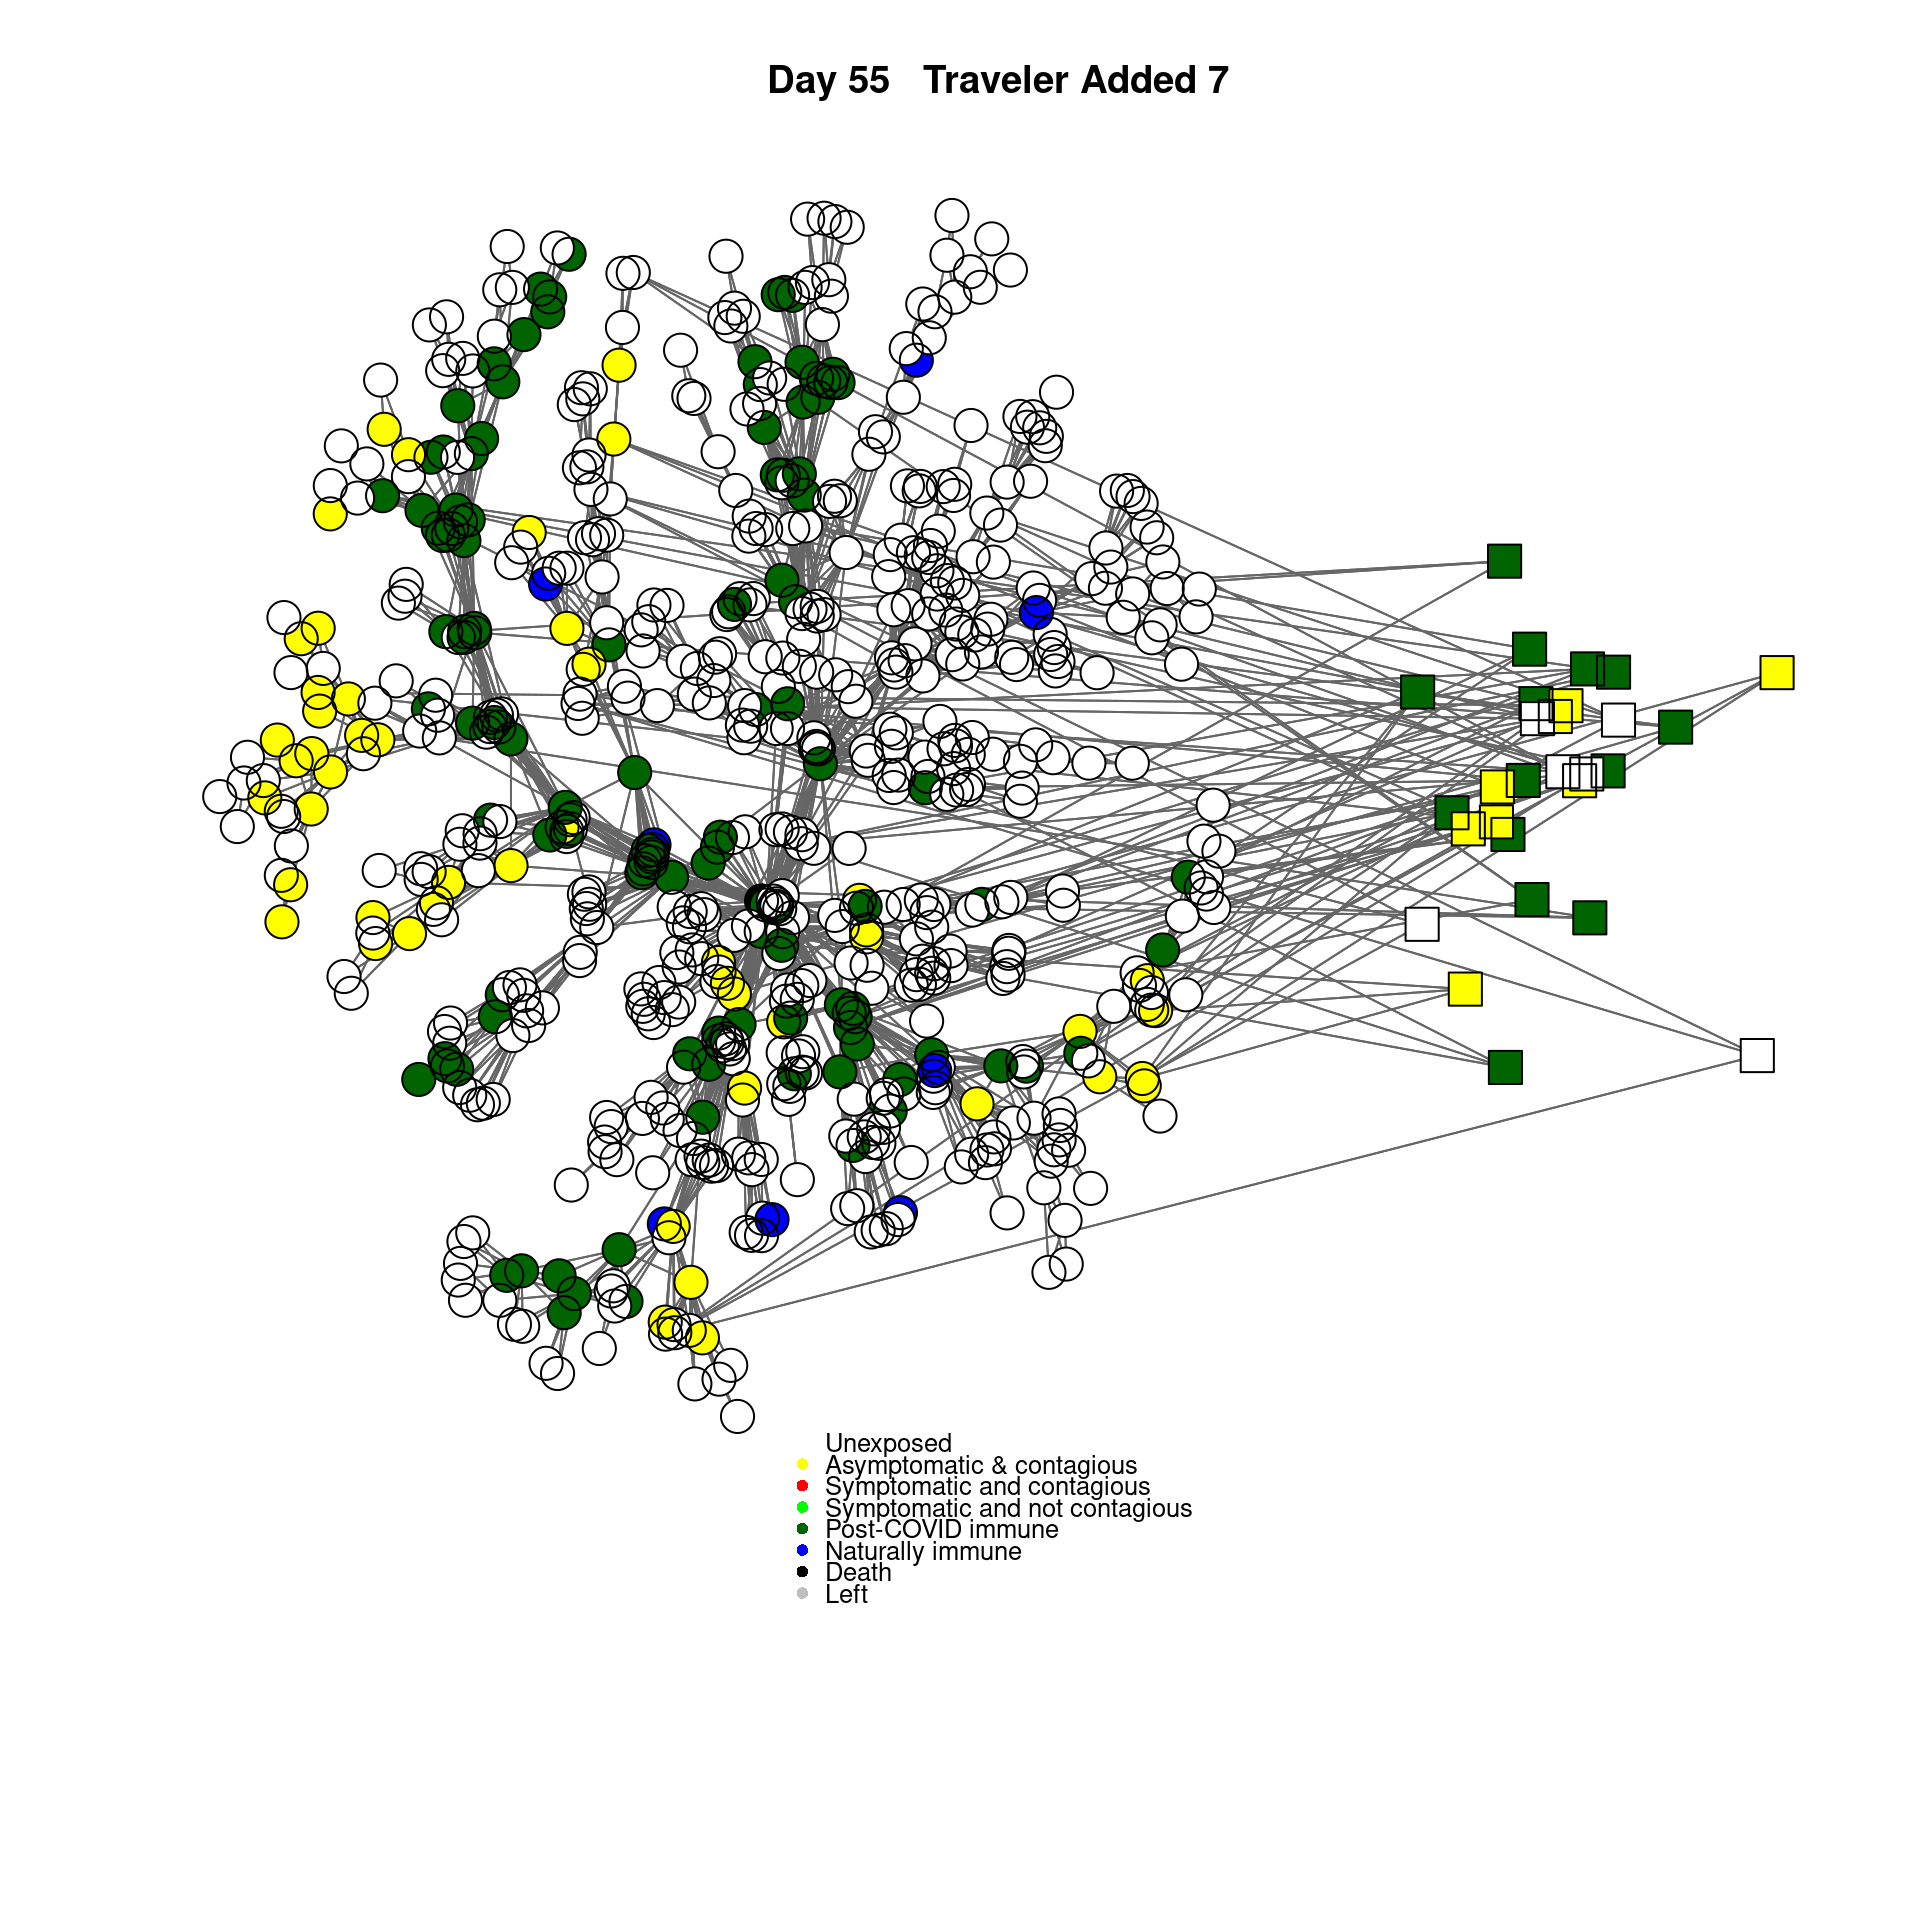 Day 55   Traveler Added 7
Unexposed
Asymptomatic & contagious
Symptomatic and contagious
Symptomatic and not contagious
Post-COVID immune
Naturally immune
Death
Left